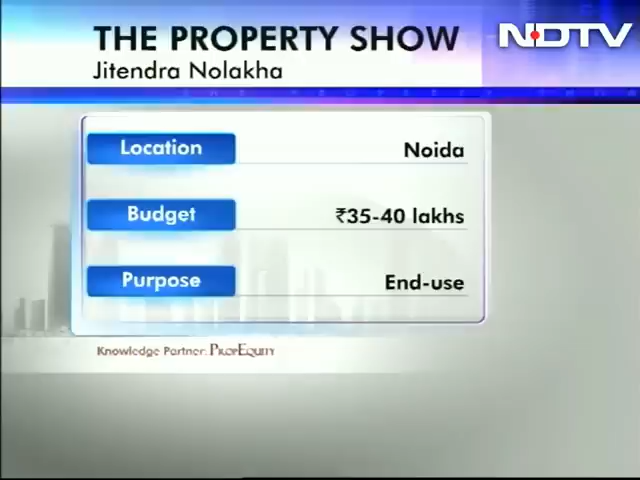 THE PROPERTY SHOW
NDTV
Jitendra Nolakha
Location Noida
Budget ₹35-40 lakhs
Purpose End-use
Knowledge Partner: PROPEQUITY